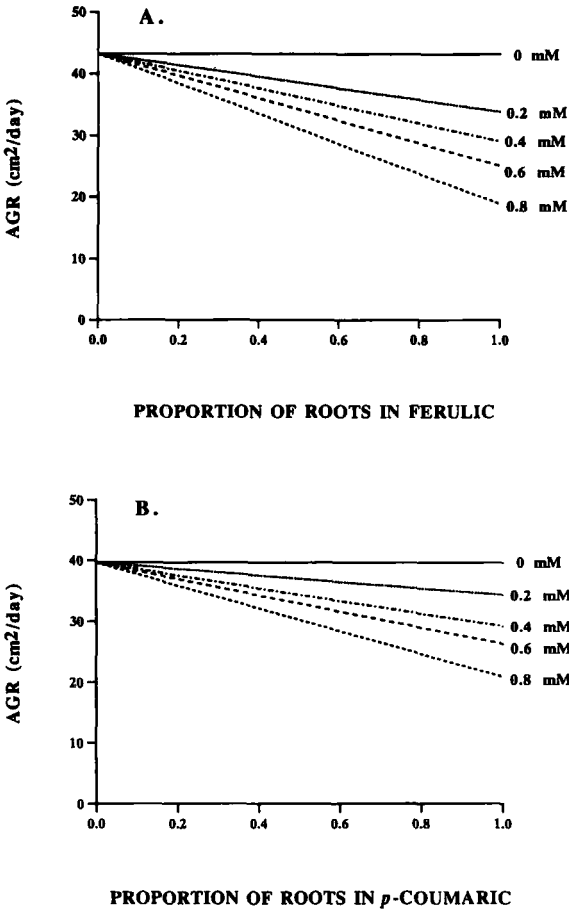 A.
50
40
30
20
10
0
AGR (cm2/day)
0 mM
0.2 mM
0.4 mM
0.6 mM
0.8 mM
0.0 0.2 0.4 0.6 0.8 1.0
PROPORTION OF ROOTS IN FERULIC
B.
50
40
30
20
10
0
AGR (cm2/day)
0 mM
0.2 mM
0.4 mM
0.6 mM
0.8 mM
0.0 0.2 0.4 0.6 0.8 1.0
PROPORTION OF ROOTS IN p-COUMARIC